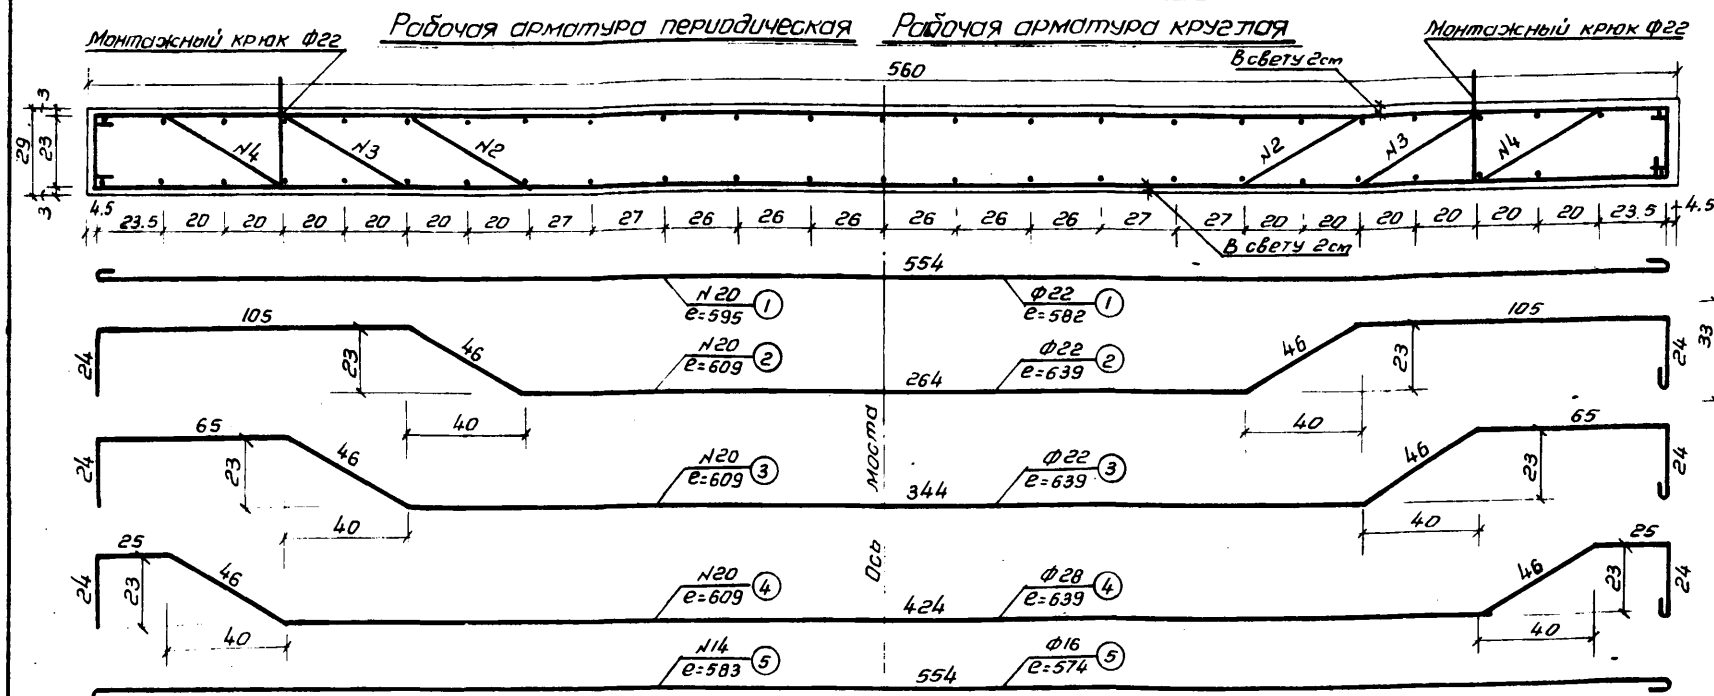 Рабочая арматура периодическая
Рабочая арматура круглая
Монтажный крюк Ф22
Монтажный крюк Ф22
В свету 2см
560
3
29
23
3
N4
N3
N2
N2
N3
N4
4.5
23.5 20 20 20 20 20 20 27 27 26 26 26 26 26 26 27 27 20 20 20 20 20 20 23.5
4.5
В свету 2см
554
N20
е=595
1
Ф22
е=582
1
105
24
23
46
N20
е=609
2
264
Ф22
е=639
2
46
23
105
24
33
40
40
65
24
23
46
N20
е=609
3
344
Ф22
е=639
3
46
23
65
24
40
40
Ось моста
25
24
23
46
N20
е=609
4
424
Ф28
е=639
4
46
23
25
24
40
40
N14
е=583
5
554
Ф16
е=574
5